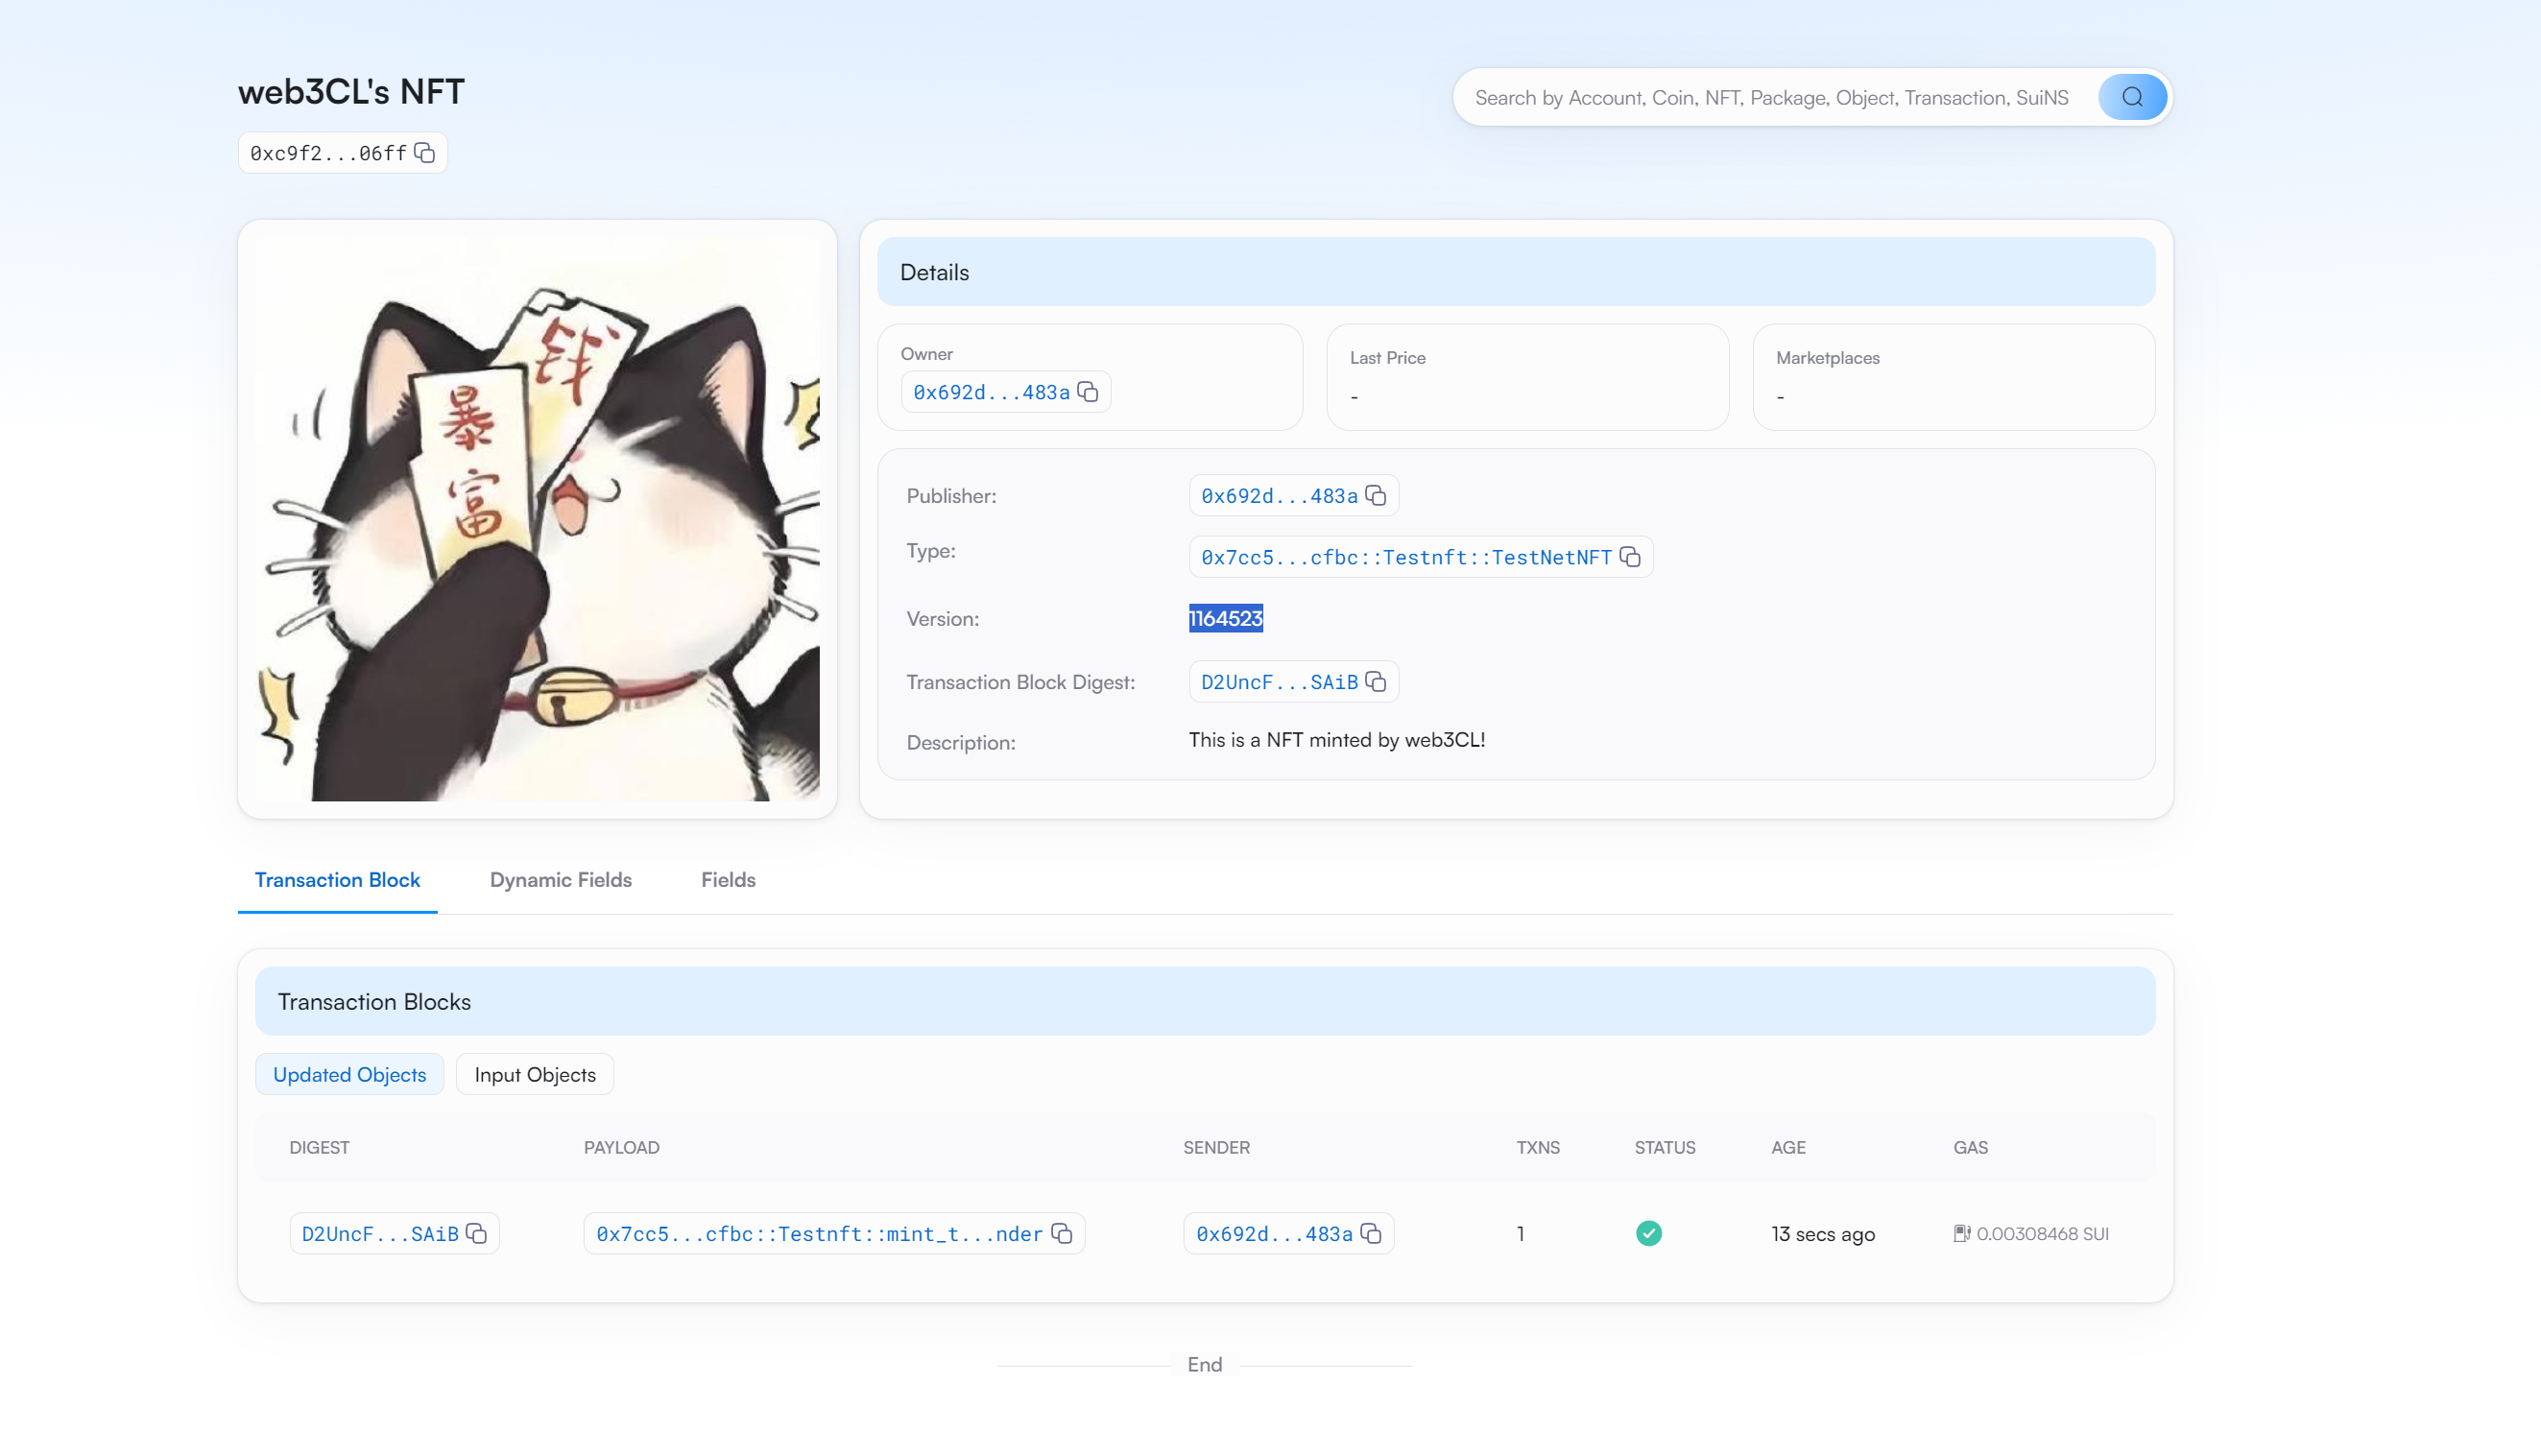 web3CL's NFT
Search by Account, Coin, NFT, Package, Object, Transaction, SuiNS
0xc9f2...06ff
钱
暴
富
Details
Owner
0x692d...483a
Last Price
-
Marketplaces
-
Publisher:
0x692d...483a
Type:
0x7cc5...cfbc::Testnft::TestNetNFT
Version:
1164523
Transaction Block Digest:
D2UncF...SAiB
Description:
This is a NFT minted by web3CL!
Transaction Block
Dynamic Fields
Fields
Transaction Blocks
Updated Objects
Input Objects
DIGEST PAYLOAD SENDER TXNS STATUS AGE GAS
D2UncF...SAiB 0x7cc5...cfbc::Testnft::mint_t...nder 0x692d...483a 1 13 secs ago 0.00308468 SUI
End